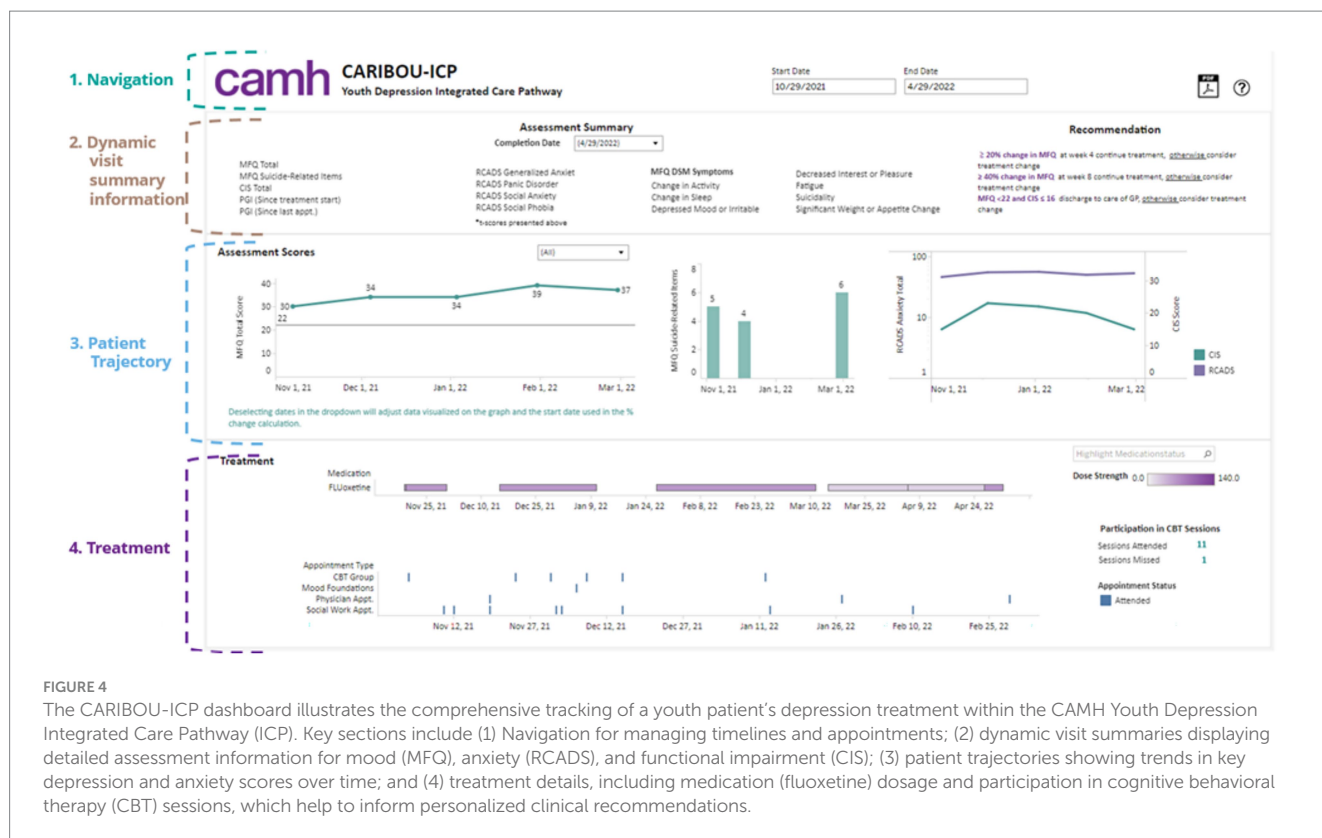 1. Navigation
camh
CARIBOU-ICP
Youth Depression Integrated Care Pathway
Start Date
10/29/2021
End Date
4/29/2022
PDF
?
2. Dynamic
visit
summary
information
Assessment Summary
Completion Date (4/29/2022)
MFQ Total
MFQ Suicide-Related Items
CIS Total
PGI (Since treatment start)
PGI (Since last appt.)
RCADS Generalized Anxiet
RCADS Panic Disorder
RCADS Social Anxiety
RCADS Social Phobia
*t-scores presented above
MFQ DSM Symptoms
Change in Activity
Change in Sleep
Depressed Mood or Irritable
Decreased Interest or Pleasure
Fatigue
Suicidality
Significant Weight or Appetite Change
Recommendation
≥ 20% change in MFQ at week 4 continue treatment, otherwise consider
treatment change
≥ 40% change in MFQ at week 8 continue treatment, otherwise consider
treatment change
MFQ <22 and CIS ≤ 16 discharge to care of GP, otherwise consider treatment
change
3. Patient
Trajectory
Assessment Scores
(All)
MFQ Total Score
40
30
20
10
0
30
22
34
34
39
37
Nov 1, 21 Dec 1, 21 Jan 1, 22 Feb 1, 22 Mar 1, 22
Deselecting dates in the dropdown will adjust data visualized on the graph and the start date used in the %
change calculation.
MFQ Suicide-Related Items
8
6
4
2
0
5
4
6
Nov 1, 21 Jan 1, 22 Mar 1, 22
RCADS Anxiety Total
100
10
1
CIS Score
30
20
10
0
Nov 1, 21 Jan 1, 22 Mar 1, 22
CIS
RCADS
4. Treatment
Treatment
Highlight Medicationstatus
Medication
FLUoxetine
Nov 25, 21 Dec 10, 21 Dec 25, 21 Jan 9, 22 Jan 24, 22 Feb 8, 22 Feb 23, 22 Mar 10, 22 Mar 25, 22 Apr 9, 22 Apr 24, 22
Dose Strength 0.0 140.0
Participation in CBT Sessions
Sessions Attended 11
Sessions Missed 1
Appointment Status
Attended
Appointment Type
CBT Group
Mood Foundations
Physician Appt.
Social Work Appt.
Nov 12, 21 Nov 27, 21 Dec 12, 21 Dec 27, 21 Jan 11, 22 Jan 26, 22 Feb 10, 22 Feb 25, 22
FIGURE 4
The CARIBOU-ICP dashboard illustrates the comprehensive tracking of a youth patient's depression treatment within the CAMH Youth Depression
Integrated Care Pathway (ICP). Key sections include (1) Navigation for managing timelines and appointments; (2) dynamic visit summaries displaying
detailed assessment information for mood (MFQ), anxiety (RCADS), and functional impairment (CIS); (3) patient trajectories showing trends in key
depression and anxiety scores over time; and (4) treatment details, including medication (fluoxetine) dosage and participation in cognitive behavioral
therapy (CBT) sessions, which help to inform personalized clinical recommendations.